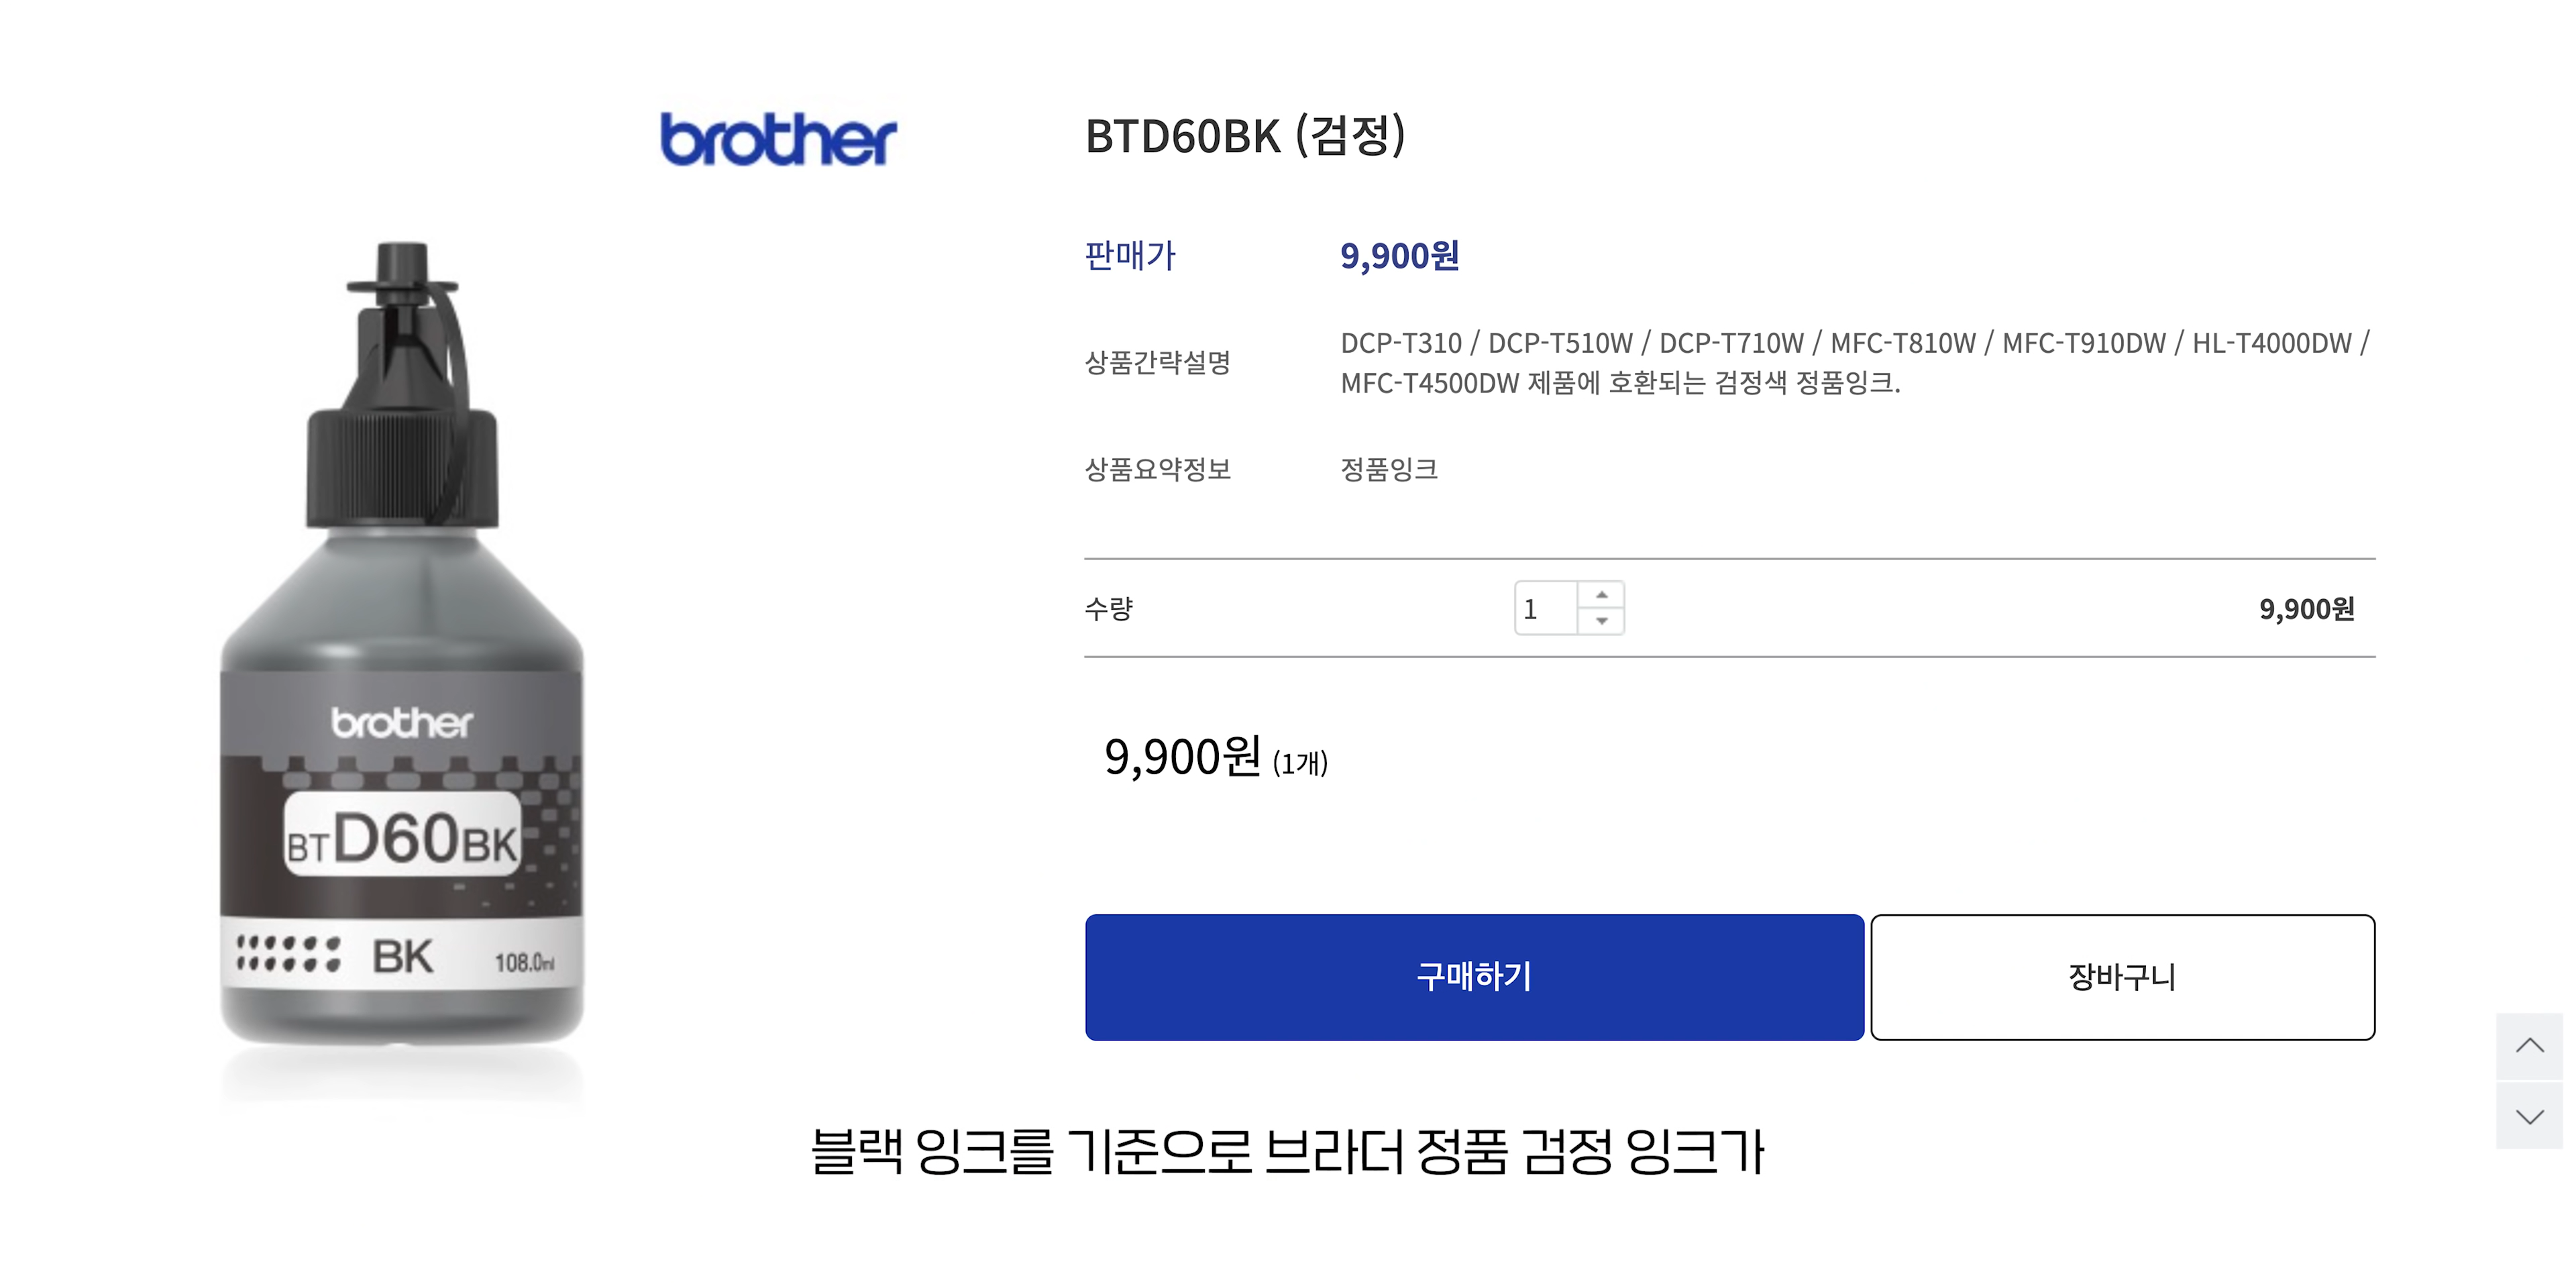 brother
BTD60BK (검정)
판매가 9,900원
상품간략설명 DCP-T310 / DCP-T510W / DCP-T710W / MFC-T810W / MFC-T910DW / HL-T4000DW /
MFC-T4500DW 제품에 호환되는 검정색 정품잉크.
상품요약정보 정품잉크
수량 1 9,900원
9,900원 (1개)
구매하기 장바구니
brother
BTD60BK
BK 108.0ml
블랙 잉크를 기준으로 브라더 정품 검정 잉크가